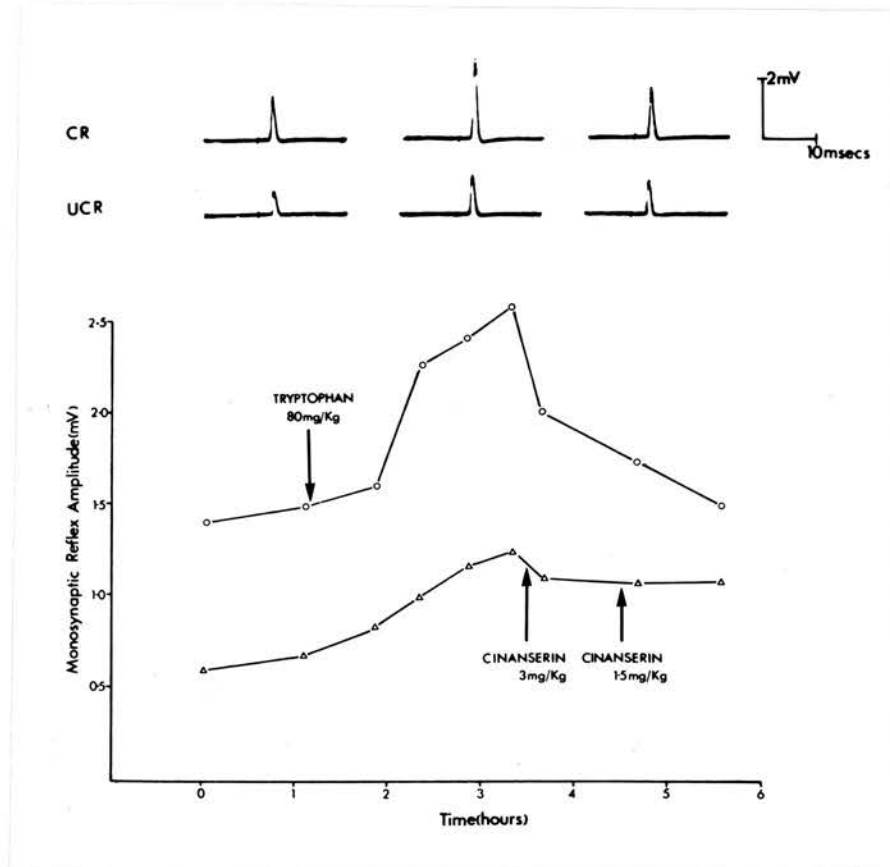 CR
2mV
10msecs
UCR
2·5
TRYPTOPHAN
80mg/Kg
2·0
1·5
1·0
CINANSERIN
3mg/Kg
CINANSERIN
1·5mg/Kg
0·5
Monosynaptic Reflex Amplitude(mV)
0 1 2 3 4 5 6
Time(hours)